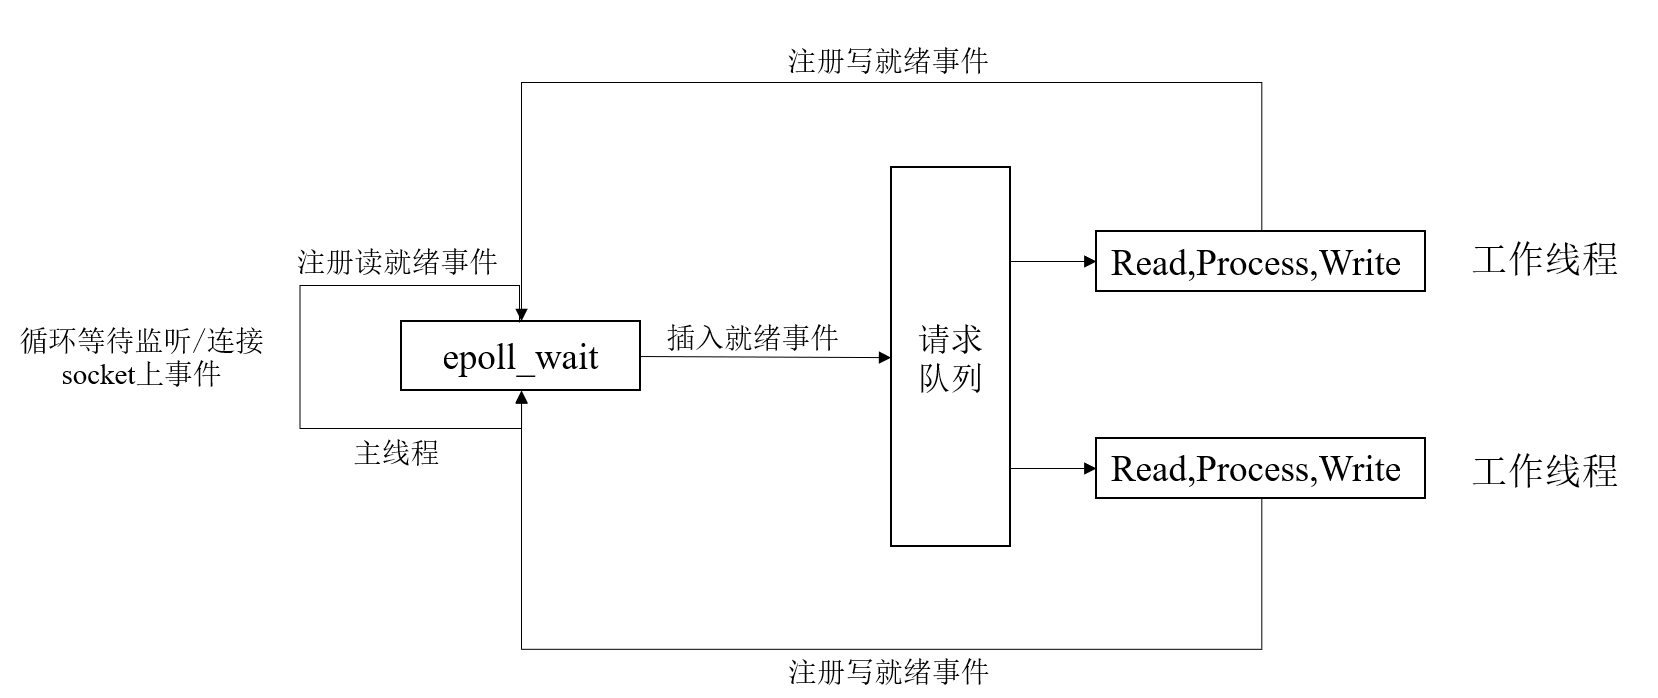 注册写就绪事件
注册读就绪事件
循环等待监听/连接
socket上事件
epoll_wait
主线程
插入就绪事件
请求
队列
Read,Process,Write
工作线程
Read,Process,Write
工作线程
注册写就绪事件